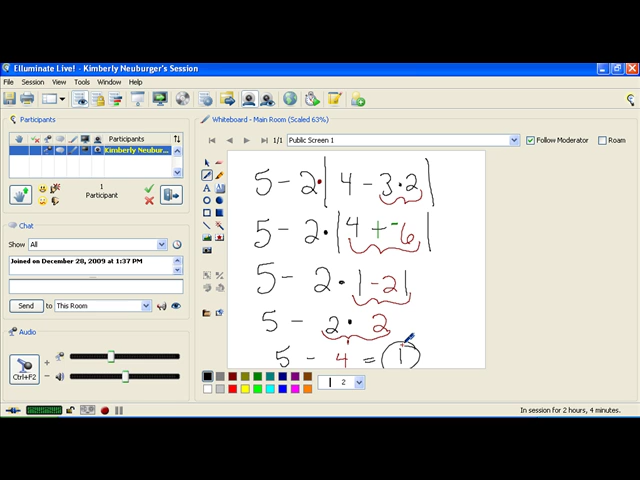 Elluminate Live! - Kimberly Neuburger's Session
File Session View Tools Window Help
Participants
Participants
Kimberly Neubur...
1
Participant
Chat
Show All
Joined on December 28, 2009 at 1:37 PM
Send to This Room
Audio
Ctrl+F2
Whiteboard - Main Room (Scaled 63%)
1/1 Public Screen 1 Follow Moderator Roam
5 - 2 • | 4 - 3 • 2 |
5 - 2 • | 4 + -6 |
5 - 2 • | -2 |
5 - 2 • 2
5 - 4 = 1
2
In session for 2 hours, 4 minutes.